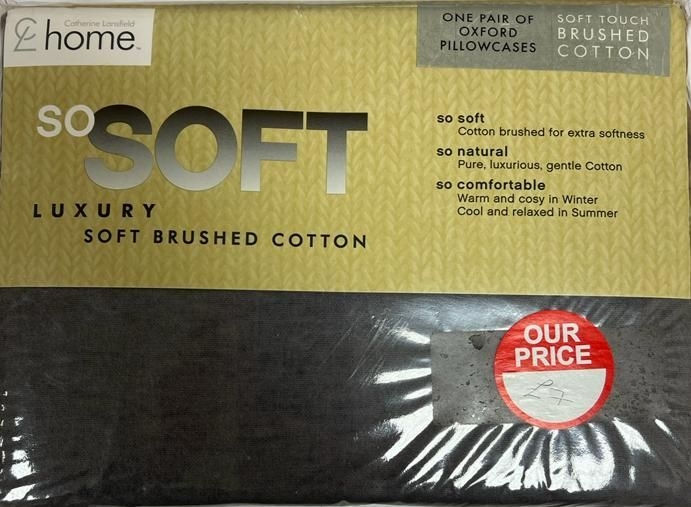 Catherine Lansfield
home
ONE PAIR OF
OXFORD
PILLOWCASES
SOFT TOUCH
BRUSHED
COTTON
so SOFT
LUXURY
SOFT BRUSHED COTTON
so soft
Cotton brushed for extra softness
so natural
Pure, luxurious, gentle Cotton
so comfortable
Warm and cosy in Winter
Cool and relaxed in Summer
OUR
PRICE
£7